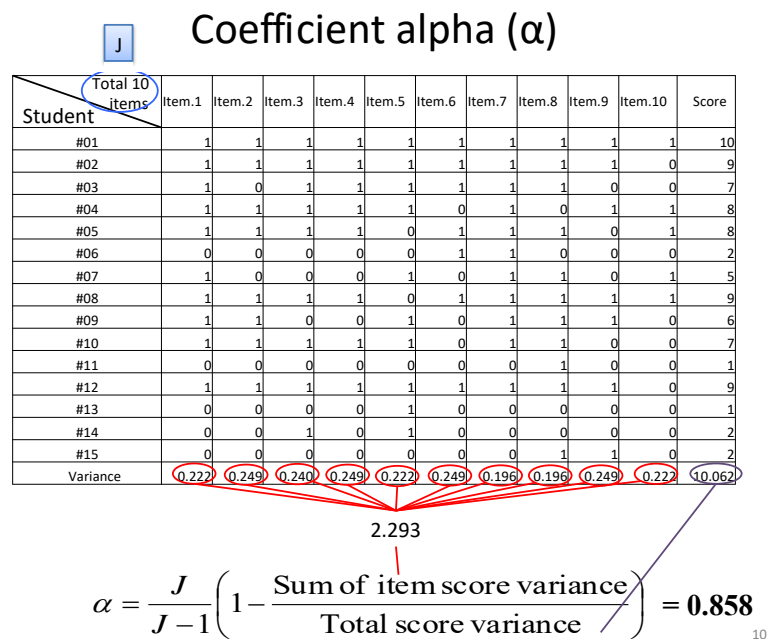 Coefficient alpha (α)
J
Total 10 items
Student
Item.1 Item.2 Item.3 Item.4 Item.5 Item.6 Item.7 Item.8 Item.9 Item.10 Score
#01 1 1 1 1 1 1 1 1 1 1 10
#02 1 1 1 1 1 1 1 1 1 0 9
#03 1 0 1 1 1 1 1 1 0 0 7
#04 1 1 1 1 1 0 1 0 1 1 8
#05 1 1 1 1 0 1 1 1 0 1 8
#06 0 0 0 0 0 1 1 0 0 0 2
#07 1 0 0 0 1 0 1 1 0 1 5
#08 1 1 1 1 0 1 1 1 1 1 9
#09 1 1 0 0 1 0 1 1 1 0 6
#10 1 1 1 1 1 0 1 1 0 0 7
#11 0 0 0 0 0 0 0 1 0 0 1
#12 1 1 1 1 1 1 1 1 1 0 9
#13 0 0 0 0 1 0 0 0 0 0 1
#14 0 0 1 0 1 0 0 0 0 0 2
#15 0 0 0 0 0 0 0 1 1 0 2
Variance 0.222 0.249 0.240 0.249 0.222 0.249 0.196 0.196 0.249 0.222 10.062
2.293
α = J / (J − 1) (1 − Sum of item score variance / Total score variance) = 0.858
10